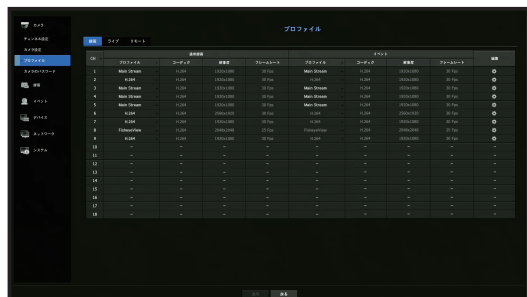 プロファイル
カメラ
チャンネル設定
カメラ設定
プロファイル
カメラのパスワード
録画
イベント
デバイス
ネットワーク
システム
録画 ライブ リモート
CH 通常録画 イベント 編集
プロファイル コーデック 解像度 フレームレート プロファイル コーデック 解像度 フレームレート
1 Main Stream H.264 1920x1080 30 Fps Main Stream H.264 1920x1080 30 Fps
2 H.264 H.264 1920x1080 30 Fps H.264 H.264 1920x1080 30 Fps
3 Main Stream H.264 1920x1080 30 Fps Main Stream H.264 1920x1080 30 Fps
4 Main Stream H.264 1920x1080 30 Fps Main Stream H.264 1920x1080 30 Fps
5 Main Stream H.264 1920x1080 30 Fps Main Stream H.264 1920x1080 30 Fps
6 H.264 H.264 2560x1920 30 Fps H.264 H.264 2560x1920 30 Fps
7 H.264 H.264 1920x1080 30 Fps H.264 H.264 1920x1080 30 Fps
8 FisheyeView H.264 2048x2048 25 Fps FisheyeView H.264 2048x2048 25 Fps
9 H.264 H.264 1920x1080 30 Fps H.264 H.264 1920x1080 30 Fps
10 - - - - - - - -
11 - - - - - - - -
12 - - - - - - - -
13 - - - - - - - -
14 - - - - - - - -
15 - - - - - - - -
16 - - - - - - - -
17 - - - - - - - -
18 - - - - - - - -
戻る